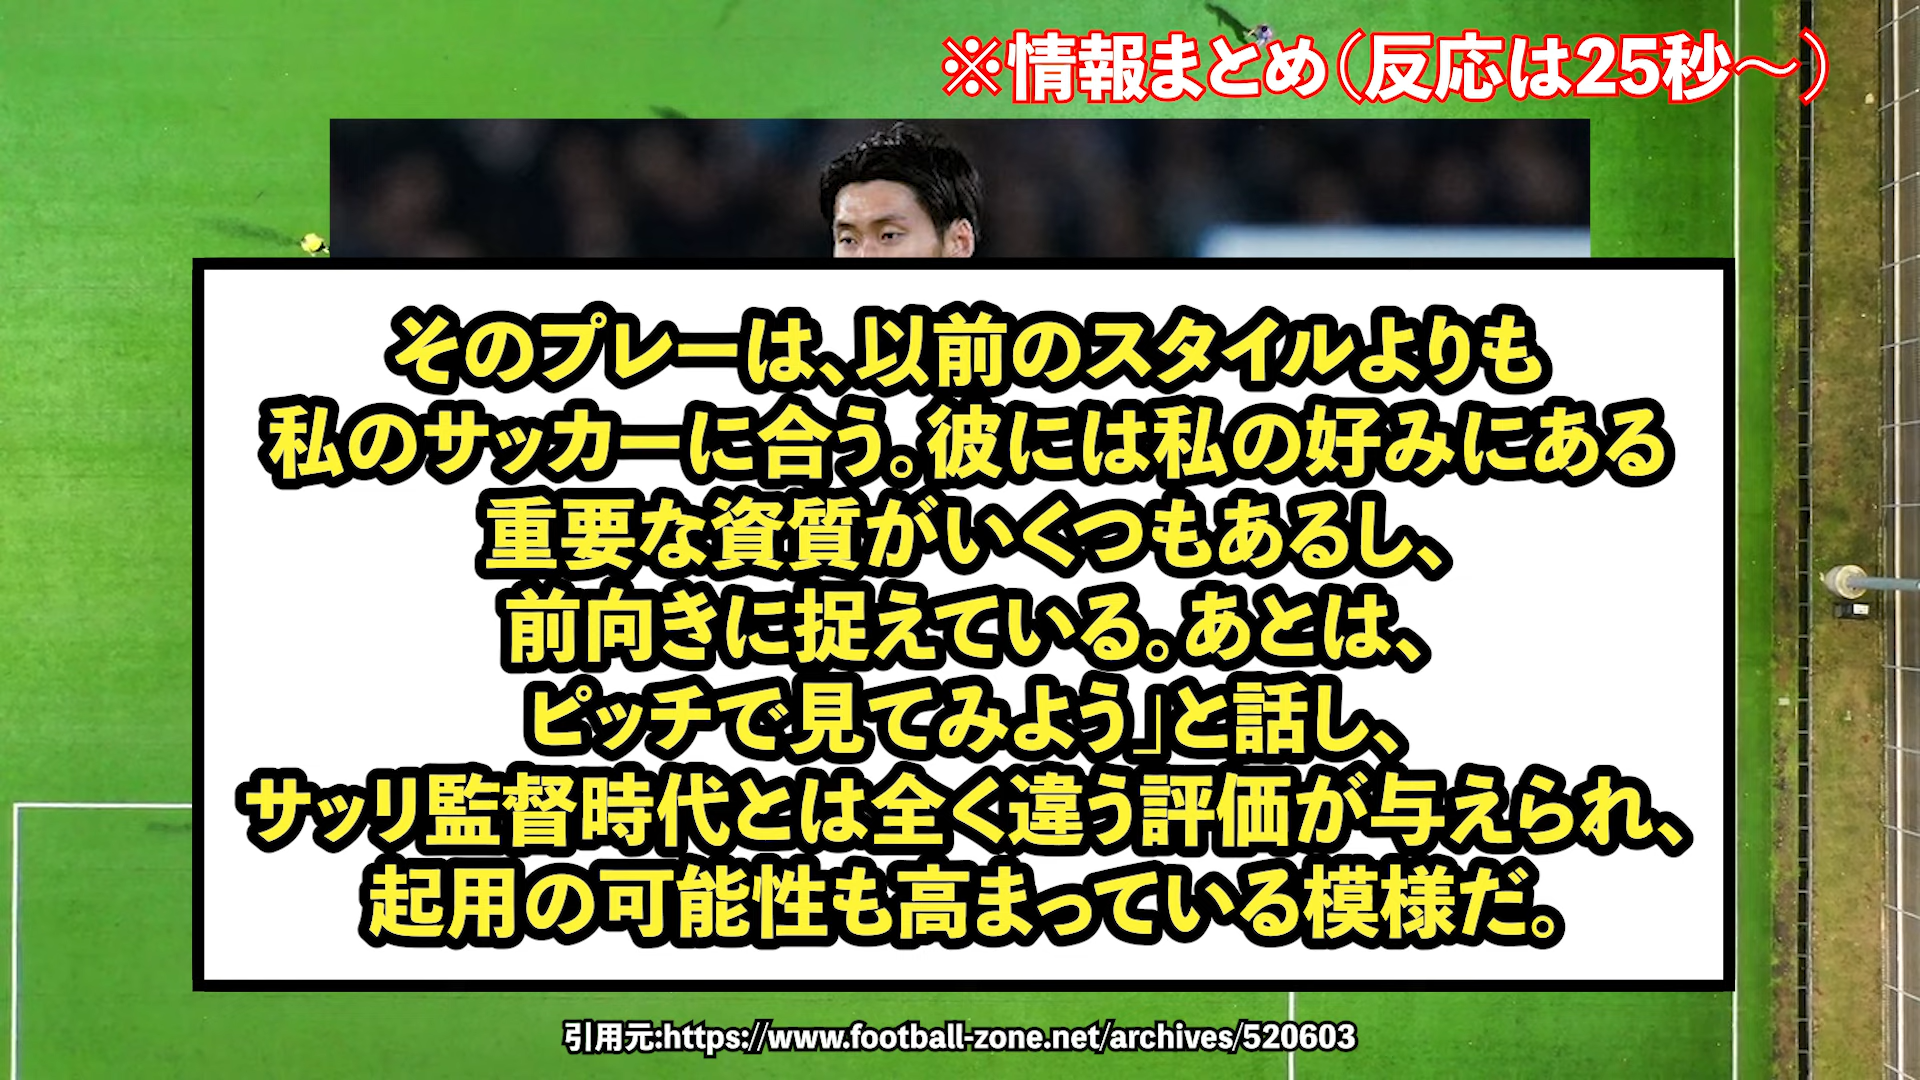 ※情報まとめ（反応は25秒～）
そのプレーは、以前のスタイルよりも
私のサッカーに合う。彼には私の好みにある
重要な資質がいくつもあるし、
前向きに捉えている。あとは、
ピッチで見てみよう」と話し、
サッリ監督時代とは全く違う評価が与えられ、
起用の可能性も高まっている模様だ。
引用元:https://www.football-zone.net/archives/520603